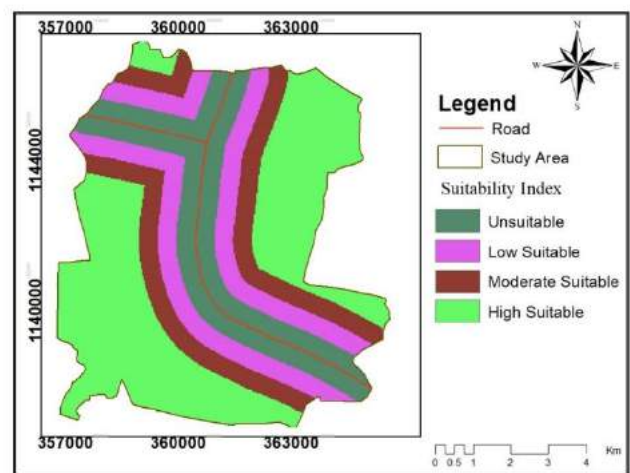 357000 360000 363000
N
W E
S
Legend
Road
1144000
Study Area
Suitability Index
Unsuitable
Low Suitable
Moderate Suitable
1140000
High Suitable
357000 360000 363000
Km
0 0.5 1 2 3 4